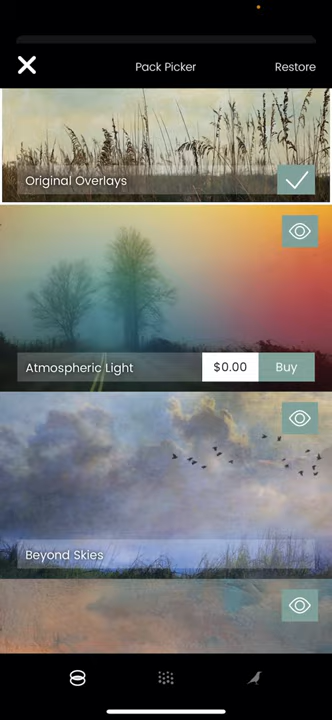 Pack Picker
Restore
Original Overlays
Atmospheric Light
$0.00
Buy
Beyond Skies